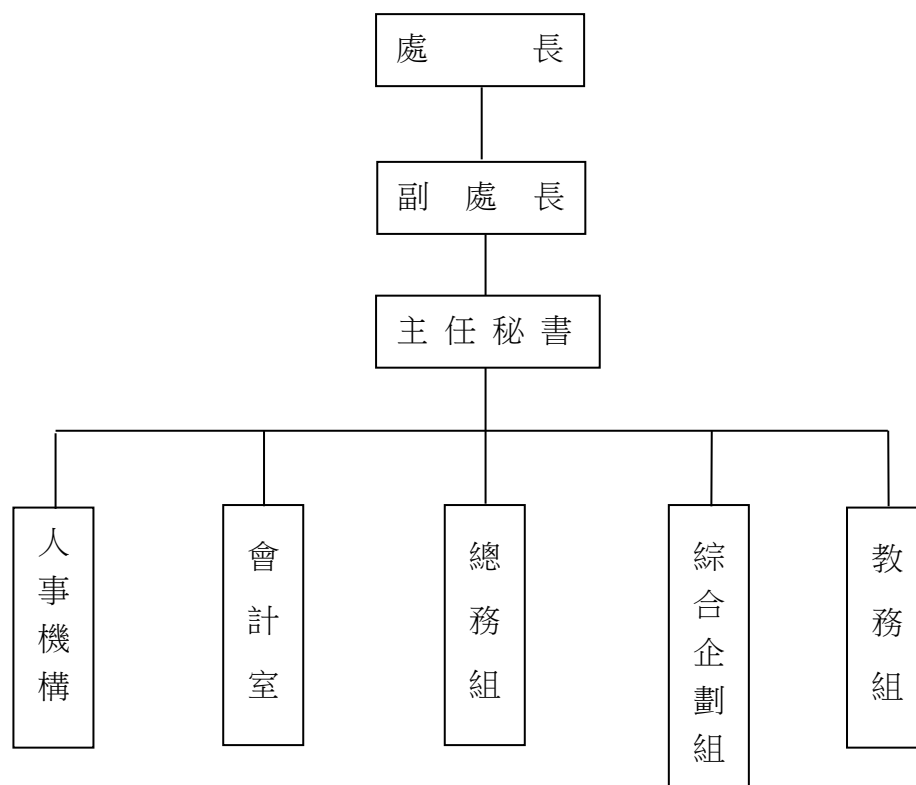 處長
副處長
主任秘書
人事機構
會計室
總務組
綜合企劃組
教務組